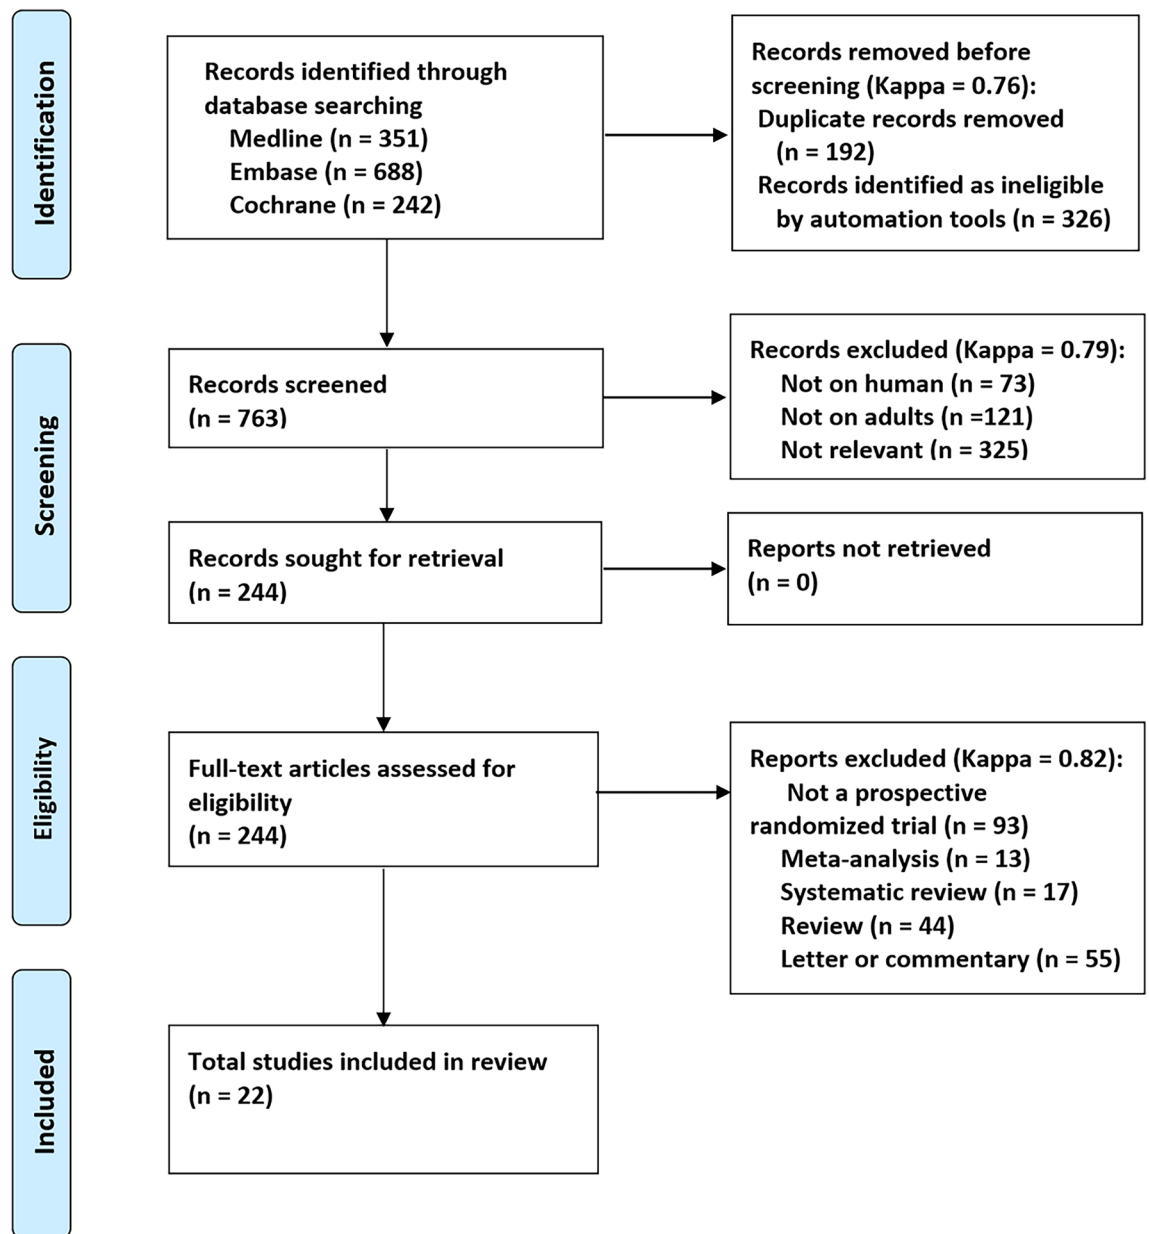 Identification
Records identified through
database searching
Medline (n = 351)
Embase (n = 688)
Cochrane (n = 242)
Records removed before
screening (Kappa = 0.76):
Duplicate records removed
(n = 192)
Records identified as ineligible
by automation tools (n = 326)
Screening
Records screened
(n = 763)
Records excluded (Kappa = 0.79):
Not on human (n = 73)
Not on adults (n =121)
Not relevant (n = 325)
Records sought for retrieval
(n = 244)
Reports not retrieved
(n = 0)
Eligibility
Full-text articles assessed for
eligibility
(n = 244)
Reports excluded (Kappa = 0.82):
Not a prospective
randomized trial (n = 93)
Meta-analysis (n = 13)
Systematic review (n = 17)
Review (n = 44)
Letter or commentary (n = 55)
Included
Total studies included in review
(n = 22)